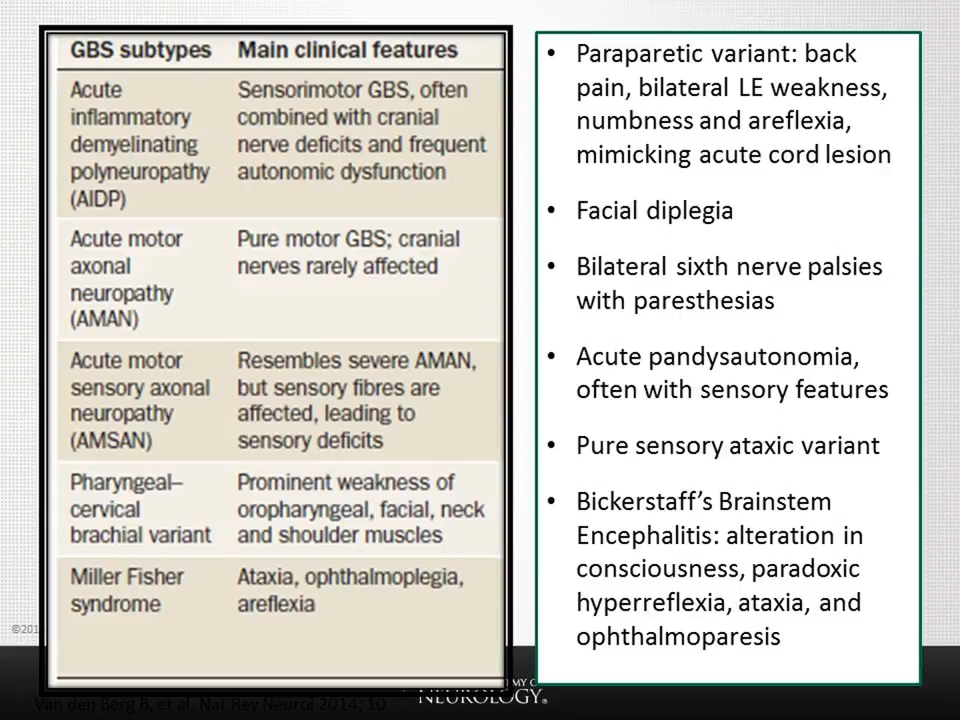 GBS subtypes Main clinical features
Acute inflammatory demyelinating polyneuropathy (AIDP)
Sensorimotor GBS, often combined with cranial nerve deficits and frequent autonomic dysfunction
Acute motor axonal neuropathy (AMAN)
Pure motor GBS; cranial nerves rarely affected
Acute motor sensory axonal neuropathy (AMSAN)
Resembles severe AMAN, but sensory fibres are affected, leading to sensory deficits
Pharyngeal–cervical brachial variant
Prominent weakness of oropharyngeal, facial, neck and shoulder muscles
Miller Fisher syndrome
Ataxia, ophthalmoplegia, areflexia
• Paraparetic variant: back
pain, bilateral LE weakness,
numbness and areflexia,
mimicking acute cord lesion
• Facial diplegia
• Bilateral sixth nerve palsies
with paresthesias
• Acute pandysautonomia,
often with sensory features
• Pure sensory ataxic variant
• Bickerstaff's Brainstem
Encephalitis: alteration in
consciousness, paradoxic
hyperreflexia, ataxia, and
ophthalmoparesis
©201
NEUROLOGY®
Van den Berg B, et al. Nat Rev Neurol 2014; 10